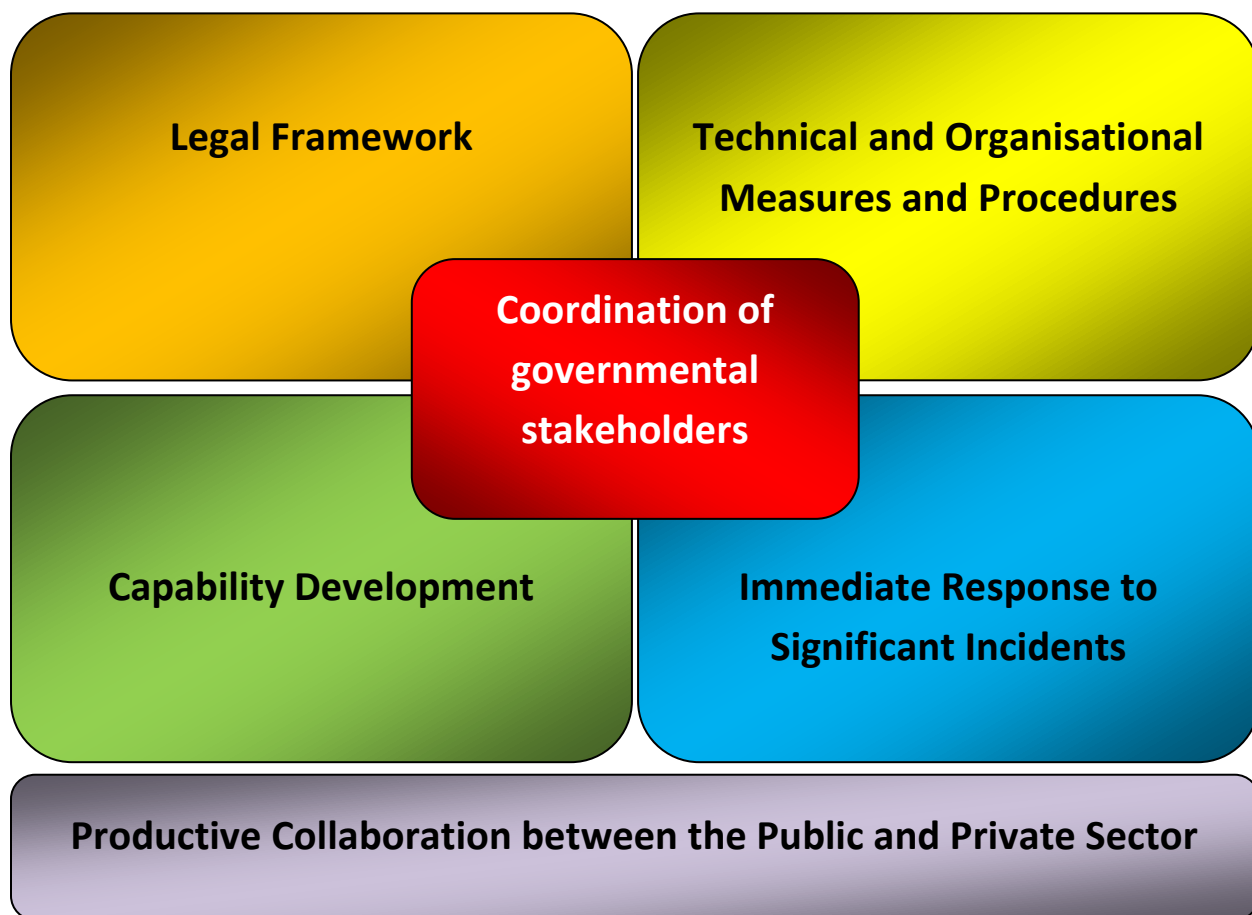 Legal Framework
Technical and Organisational
Measures and Procedures
Coordination of
governmental
stakeholders
Capability Development
Immediate Response to
Significant Incidents
Productive Collaboration between the Public and Private Sector